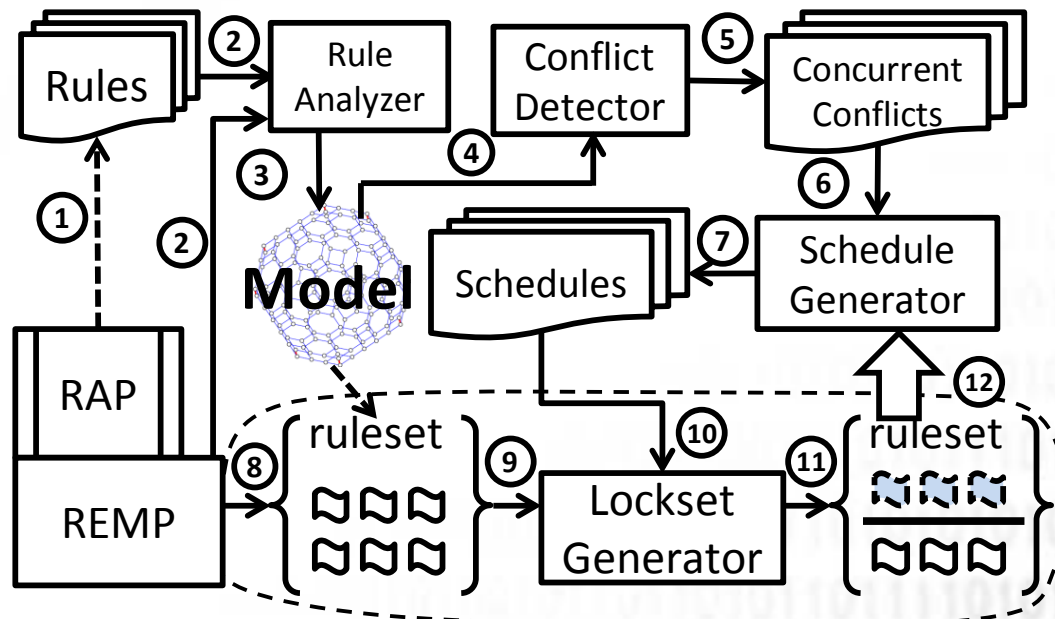 2
5
Rules
Rule
Analyzer
Conflict
Detector
Concurrent
Conflicts
1
2
3
4
6
Model
Schedules
7
Schedule
Generator
RAP
12
8
ruleset
9
10
11
ruleset
REMP
Lockset
Generator